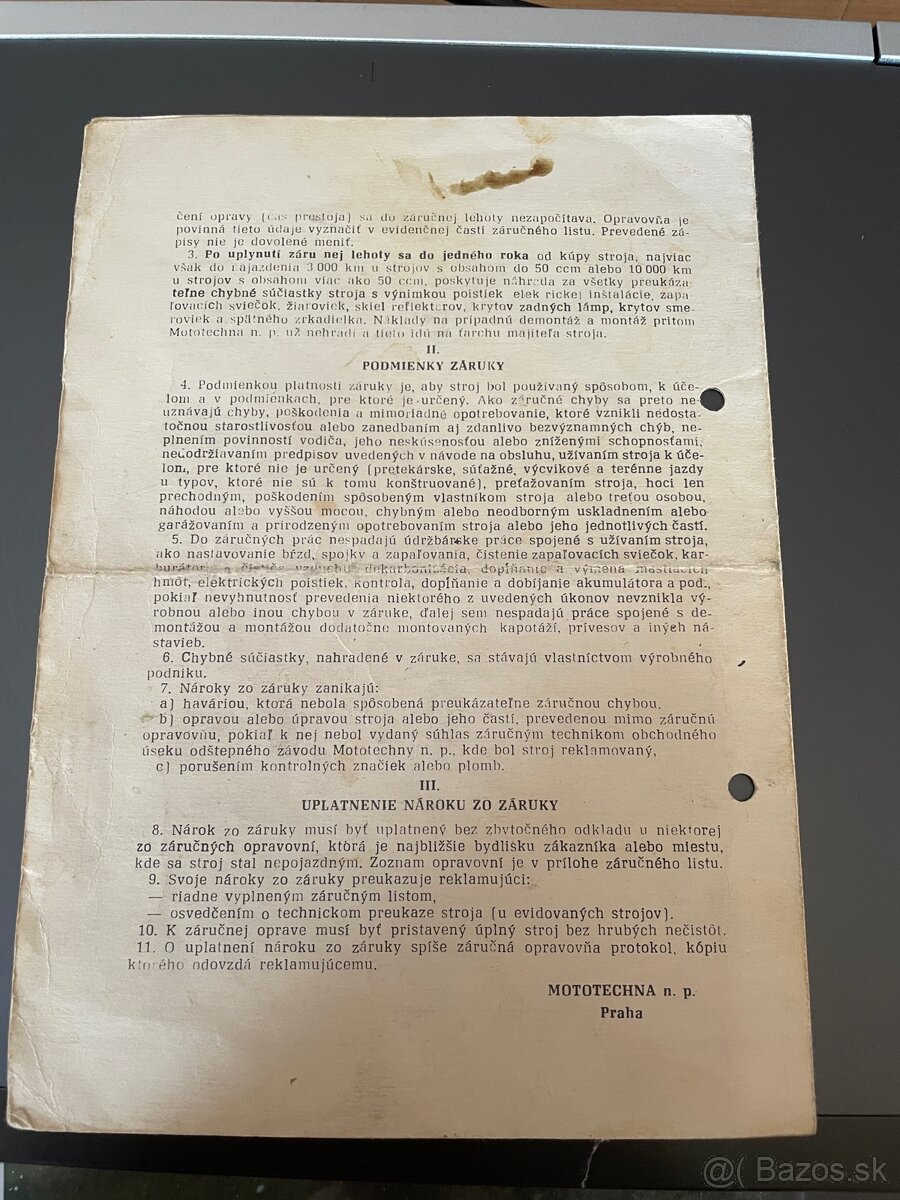 čení opravy (čas prestoja) sa do záručnej lehoty nezapočítava. Opravovňa je
povinná tieto údaje vyznačiť v evidenčnej časti záručného listu. Prevedené zá-
pisy nie je dovolené meniť.
3. Po uplynutí záru nej lehoty sa do jedného roka od kúpy stroja, najviac
však do najazdenia 3 000 km u strojov s obsahom do 50 ccm alebo 10 000 km
u strojov s obsahom viac ako 50 ccm, poskytuje náhrada za všetky preukáza-
teľne chybné súčiastky stroja s výnimkou poistiek elek rickej inštalácie, zapa-
ľovacích sviečok, žiaroviek, skiel reflektorov, krytov zadných lámp, krytov sme-
roviek a spätného zrkadielka. Náklady na prípadnú demontáž a montáž pritom
Mototechna n. p. už nehradí a tieto idú na ťarchu majiteľa stroja.
II.
PODMIENKY ZÁRUKY
4. Podmienkou platnosti záruky je, aby stroj bol používaný spôsobom, k úče-
lom a v podmienkach, pre ktoré je určený. Ako záručné chyby sa preto ne-
uznávajú chyby, poškodenia a mimoriadne opotrebovanie, ktoré vznikli nedosta-
točnou starostlivosťou alebo zanedbaním aj zdanlivo bezvýznamných chýb, ne-
plnením povinností vodiča, jeho neskúsenosťou alebo zníženými schopnosťami,
nedodržiavaním predpisov uvedených v návode na obsluhu, užívaním stroja k úče-
lom, pre ktoré nie je určený (pretekárske, súťažné, výcvikové a terénne jazdy
u typov, ktoré nie sú k tomu konštruované), preťažovaním stroja, hoci len
prechodným, poškodením spôsobeným vlastníkom stroja alebo treťou osobou,
náhodou alebo vyššou mocou, chybným alebo neodborným uskladnením alebo
garážovaním a prirodzeným opotrebovaním stroja alebo jeho jednotlivých častí.
5. Do záručných prác nespadajú údržbárske práce spojené s užívaním stroja,
ako nastavovanie bŕzd, spojky a zapaľovania, čistenie zapaľovacích sviečok, kar-
burátora a čističa vzduchu, dekarbonizácia, dopĺňanie a výmena mastiacich
hmôt, elektrických poistiek, kontrola, dopĺňanie a dobíjanie akumulátora a pod.,
pokiaľ nevyhnutnosť prevedenia niektorého z uvedených úkonov nevznikla vý-
robnou alebo inou chybou v záruke, ďalej sem nespadajú práce spojené s de-
montážou a montážou dodatočne montovaných kapotáží, prívesov a iných ná-
stavieb.
6. Chybné súčiastky, nahradené v záruke, sa stávajú vlastníctvom výrobného
podniku.
7. Nároky zo záruky zanikajú:
a) haváriou, ktorá nebola spôsobená preukázateľne záručnou chybou,
b) opravou alebo úpravou stroja alebo jeho častí, prevedenou mimo záručnú
opravovňu, pokiaľ k nej nebol vydaný súhlas záručným technikom obchodného
úseku odštepného závodu Mototechny n. p., kde bol stroj reklamovaný,
c) porušením kontrolných značiek alebo plomb.
III.
UPLATNENIE NÁROKU ZO ZÁRUKY
8. Nárok zo záruky musí byť uplatnený bez zbytočného odkladu u niektorej
zo záručných opravovní, ktorá je najbližšie bydlisku zákazníka alebo miestu,
kde sa stroj stal nepojazdným. Zoznam opravovní je v prílohe záručného listu.
9. Svoje nároky zo záruky preukazuje reklamujúci:
— riadne vyplneným záručným listom,
— osvedčením o technickom preukaze stroja (u evidovaných strojov).
10. K záručnej oprave musí byť pristavený úplný stroj bez hrubých nečistôt.
11. O uplatnení nároku zo záruky spíše záručná opravovňa protokol, kópiu
ktorého odovzdá reklamujúcemu.
MOTOTECHNA n. p.
Praha
@( Bazos.sk